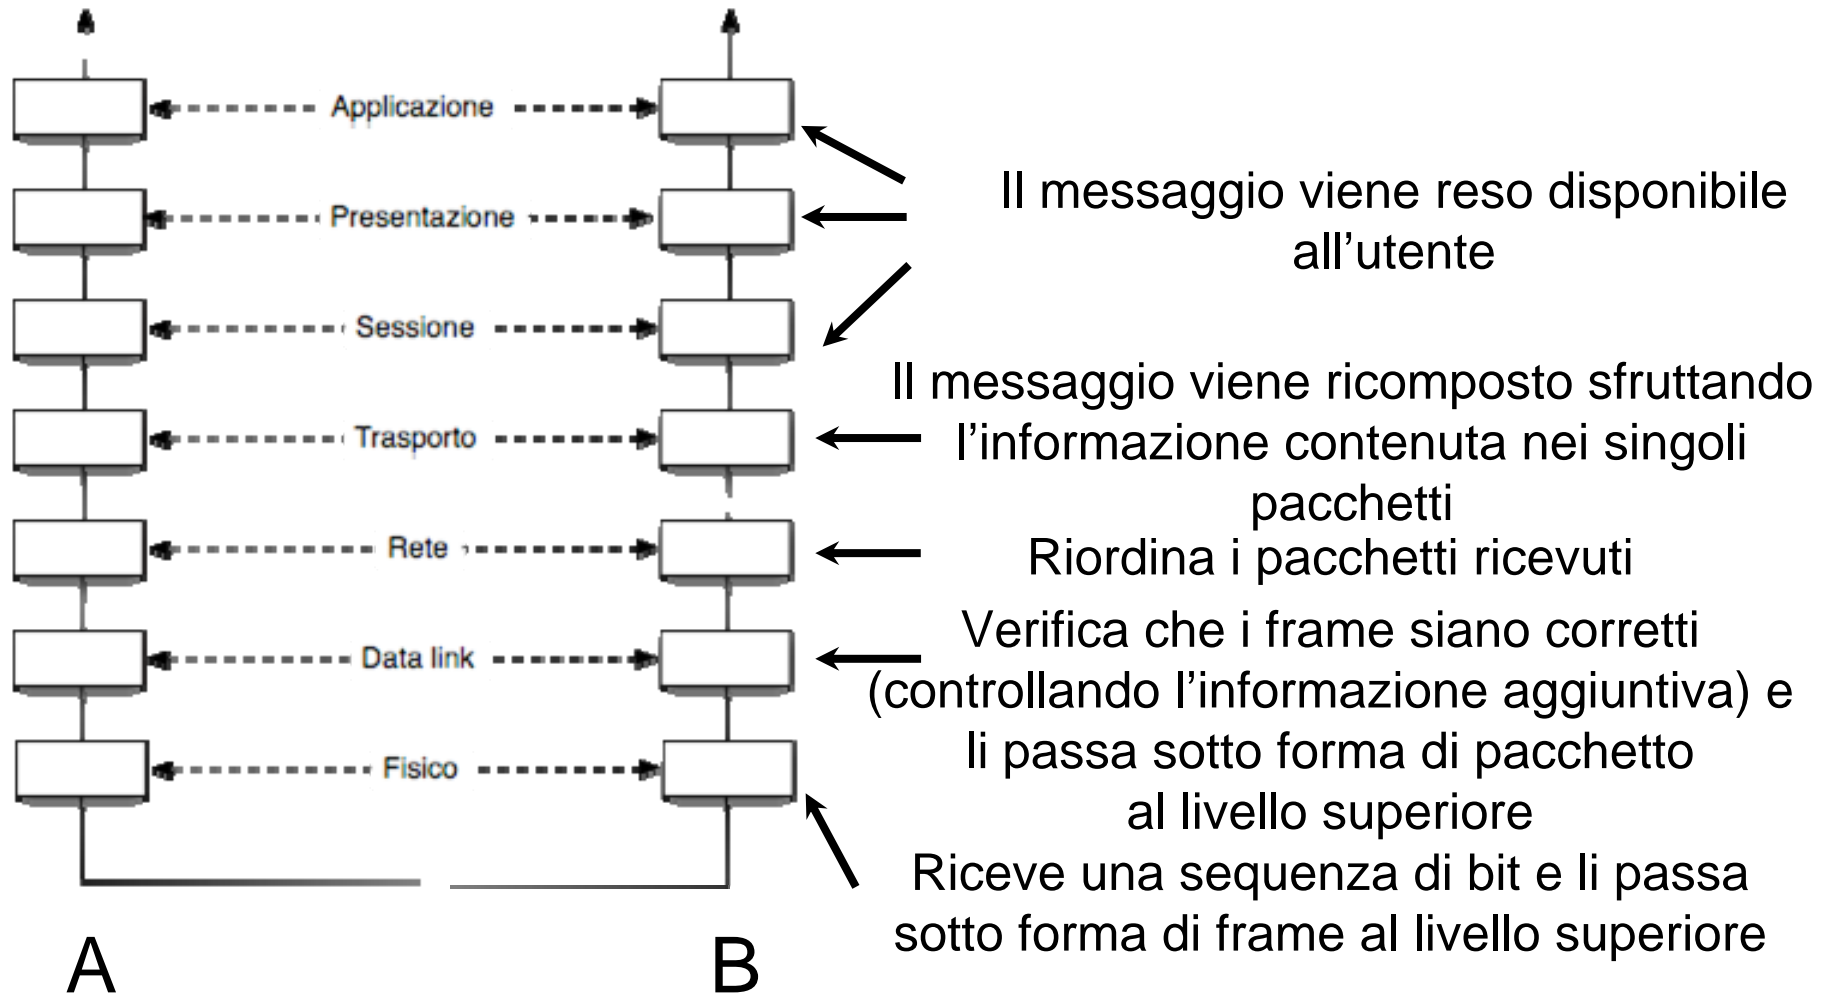 Applicazione
Presentazione
Sessione
Trasporto
Rete
Data link
Fisico
A
B
Il messaggio viene reso disponibile
all’utente
Il messaggio viene ricomposto sfruttando
l’informazione contenuta nei singoli
pacchetti
Riordina i pacchetti ricevuti
Verifica che i frame siano corretti
(controllando l’informazione aggiuntiva) e
li passa sotto forma di pacchetto
al livello superiore
Riceve una sequenza di bit e li passa
sotto forma di frame al livello superiore